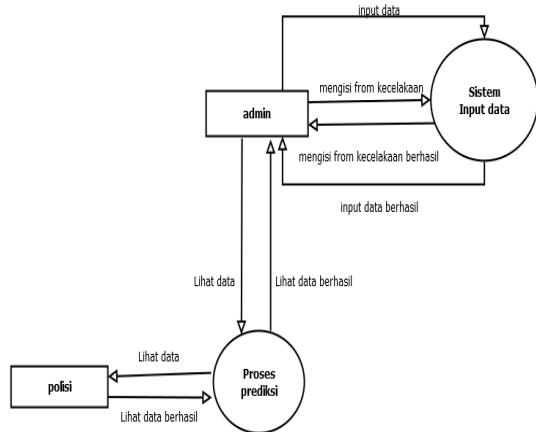 input data
mengisi from kecelakaan
Sistem
Input data
admin
mengisi from kecelakaan berhasil
input data berhasil
Lihat data
Lihat data berhasil
Lihat data
Proses
prediksi
polisi
Lihat data berhasil